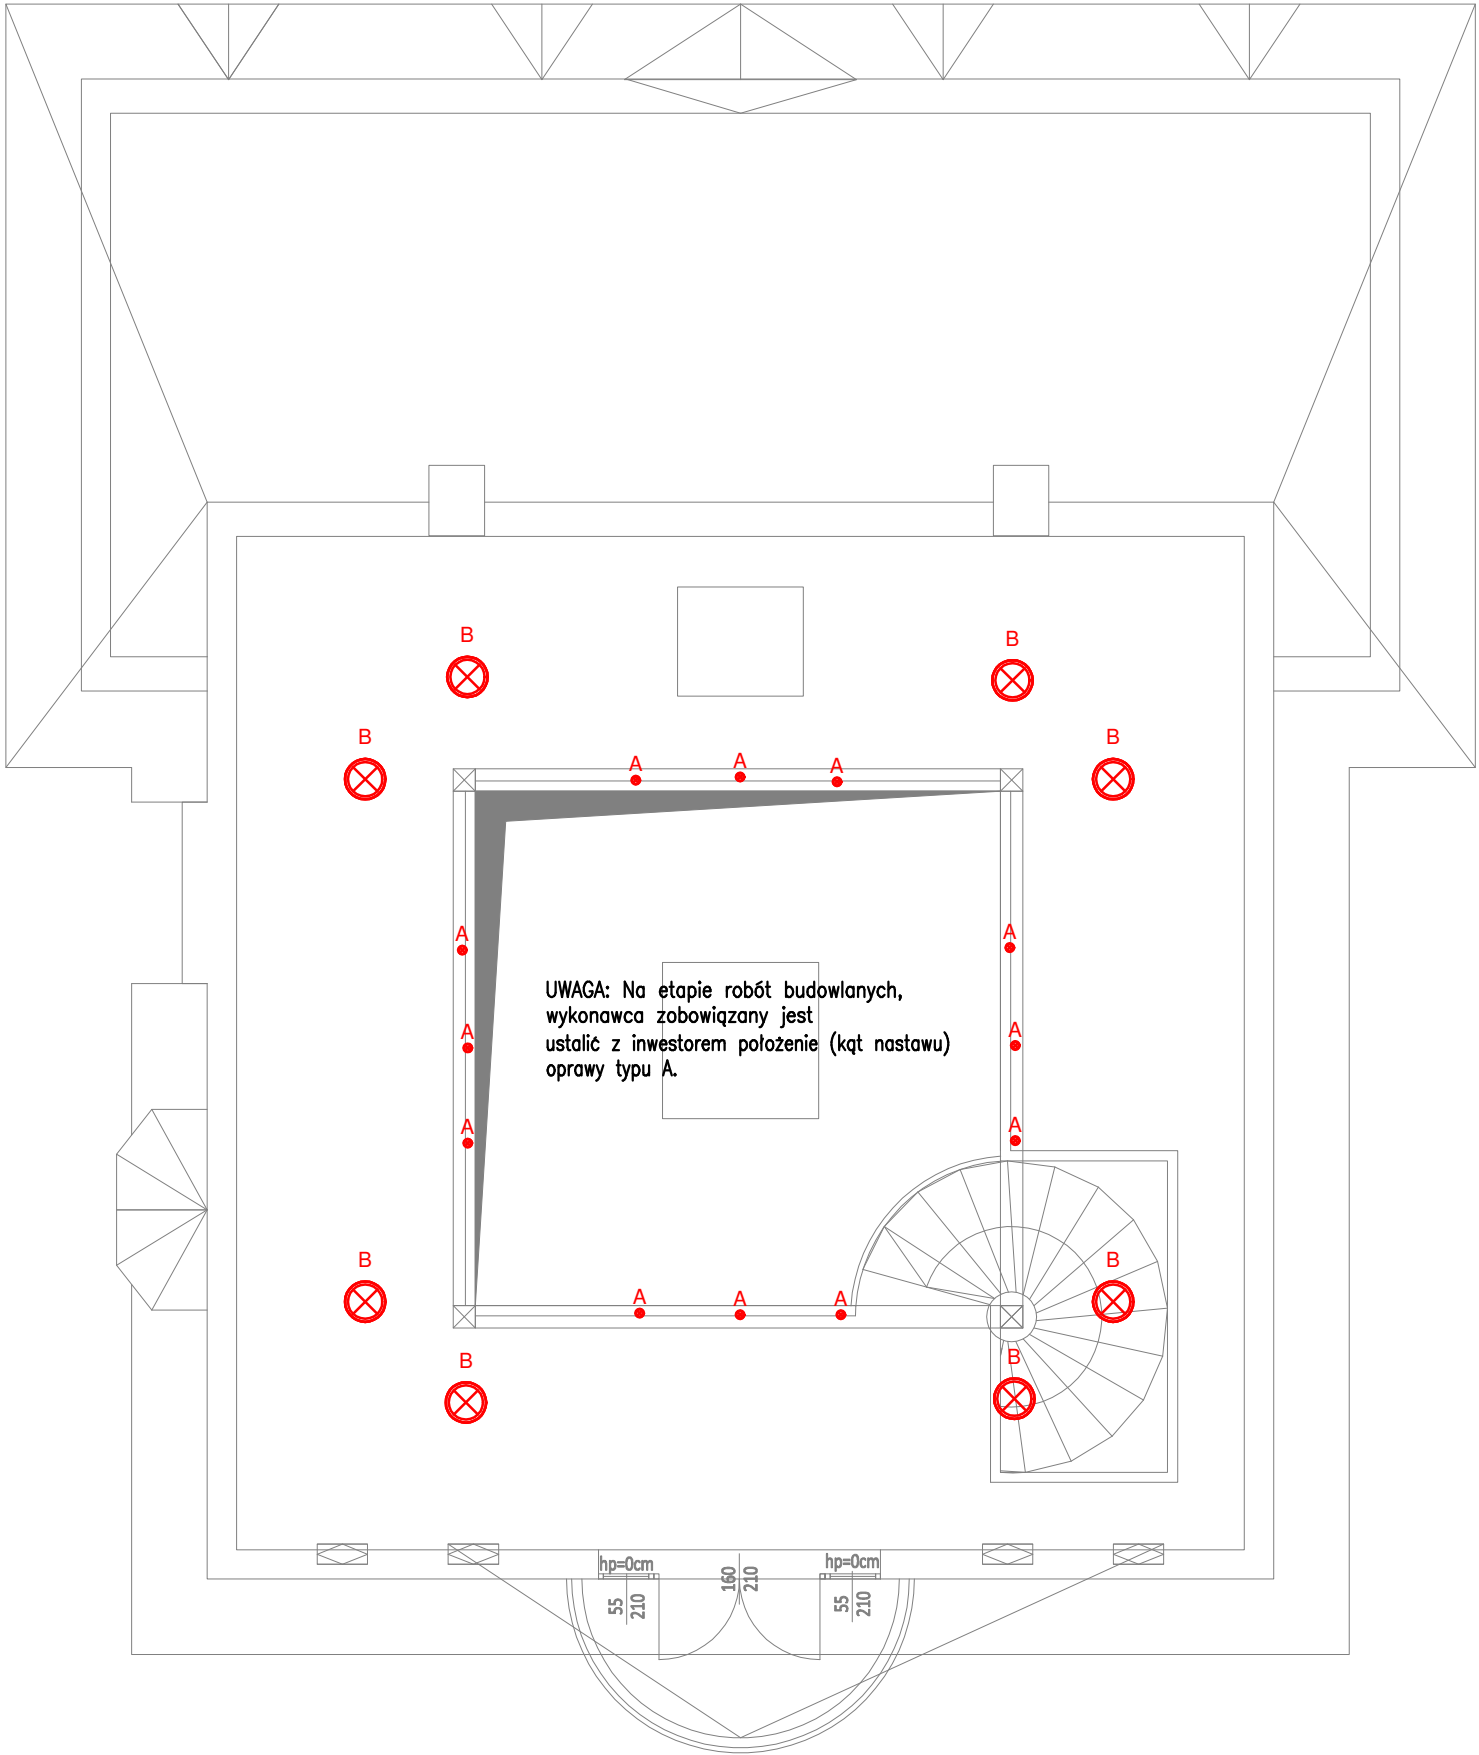 B
B
B
B
A
A
A
A
A
UWAGA: Na etapie robót budowlanych,
wykonawca zobowiązany jest
ustalić z inwestorem położenie (kąt nastawu)
oprawy typu A.
A
A
A
A
B
B
A
A
A
B
B
hp=0cm
hp=0cm
160
210
55
210
55
210